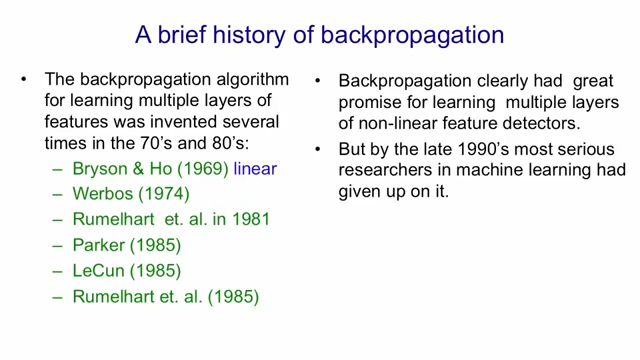 A brief history of backpropagation
• The backpropagation algorithm
for learning multiple layers of
features was invented several
times in the 70's and 80's:
– Bryson & Ho (1969) linear
– Werbos (1974)
– Rumelhart et. al. in 1981
– Parker (1985)
– LeCun (1985)
– Rumelhart et. al. (1985)
• Backpropagation clearly had great
promise for learning multiple layers
of non-linear feature detectors.
• But by the late 1990's most serious
researchers in machine learning had
given up on it.